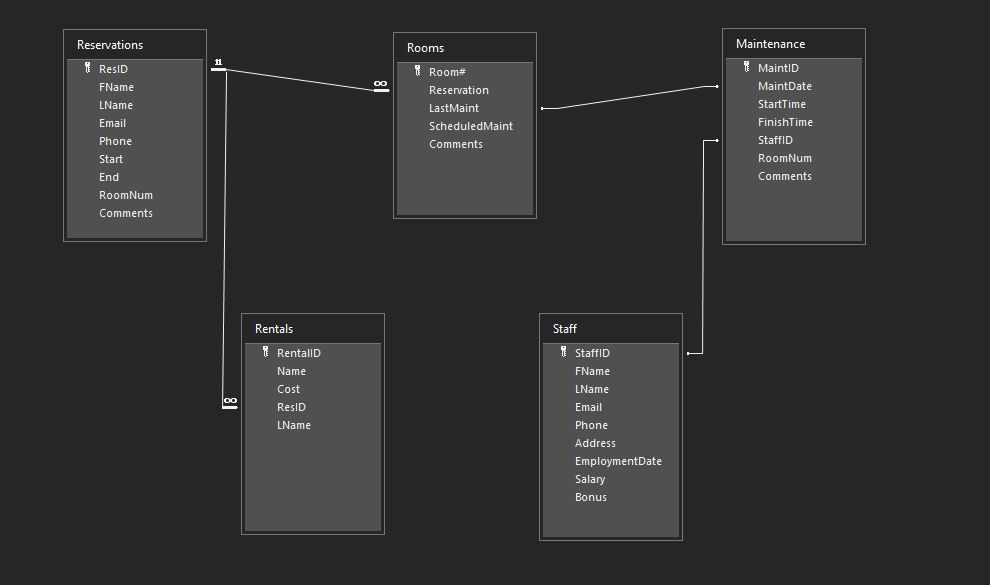 Reservations
ResID
FName
LName
Email
Phone
Start
End
RoomNum
Comments
1
1
∞
Rooms
Room#
Reservation
LastMaint
ScheduledMaint
Comments
Maintenance
MaintID
MaintDate
StartTime
FinishTime
StaffID
RoomNum
Comments
Rentals
RentalID
Name
Cost
ResID
LName
∞
Staff
StaffID
FName
LName
Email
Phone
Address
EmploymentDate
Salary
Bonus